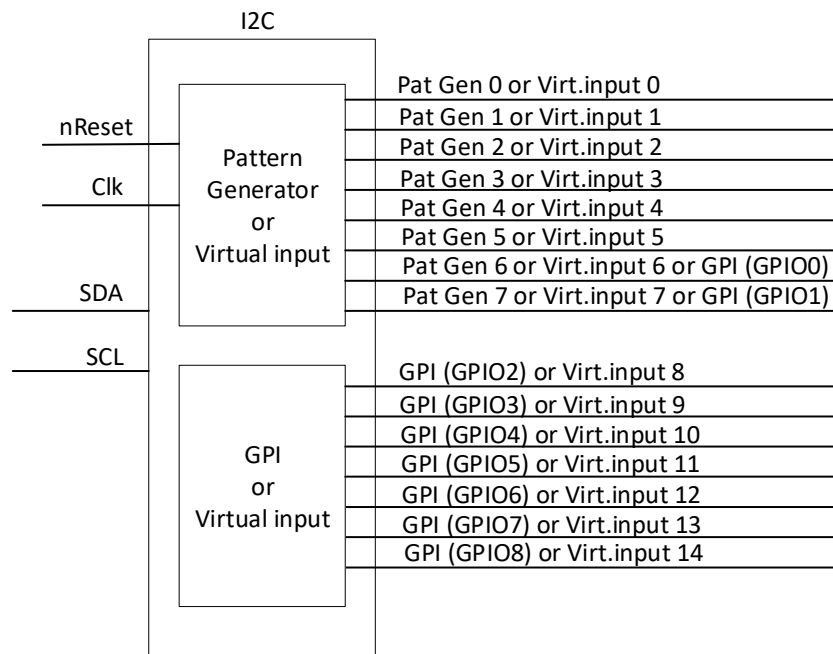 I2C
nReset
Clk
SDA
SCL
Pattern
Generator
or
Virtual input
Pat Gen 0 or Virt.input 0
Pat Gen 1 or Virt.input 1
Pat Gen 2 or Virt.input 2
Pat Gen 3 or Virt.input 3
Pat Gen 4 or Virt.input 4
Pat Gen 5 or Virt.input 5
Pat Gen 6 or Virt.input 6 or GPI (GPIO0)
Pat Gen 7 or Virt.input 7 or GPI (GPIO1)
GPI
or
Virtual input
GPI (GPIO2) or Virt.input 8
GPI (GPIO3) or Virt.input 9
GPI (GPIO4) or Virt.input 10
GPI (GPIO5) or Virt.input 11
GPI (GPIO6) or Virt.input 12
GPI (GPIO7) or Virt.input 13
GPI (GPIO8) or Virt.input 14